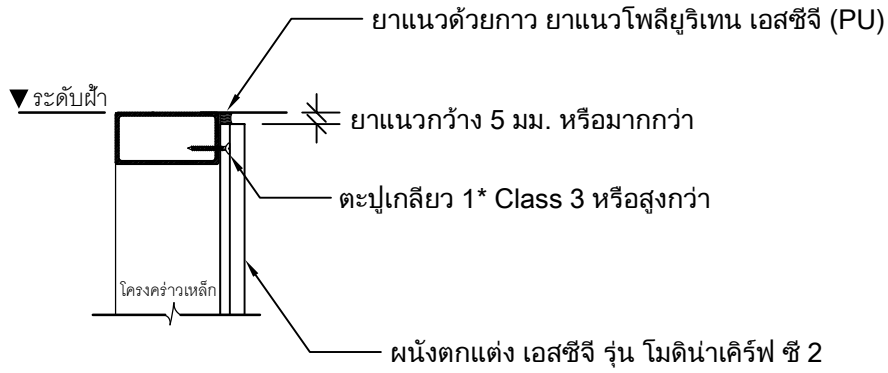 ยาแนวด้วยกาว ยาแนวโพลียูริเทน เอสซีจี (PU)
▼ระดับฝ้า
ยาแนวกว้าง 5 มม. หรือมากกว่า
ตะปูเกลียว 1* Class 3 หรือสูงกว่า
โครงคร่าวเหล็ก
ผนังตกแต่ง เอสซีจี รุ่น โมดิน่าเคิร์ฟ ซี 2